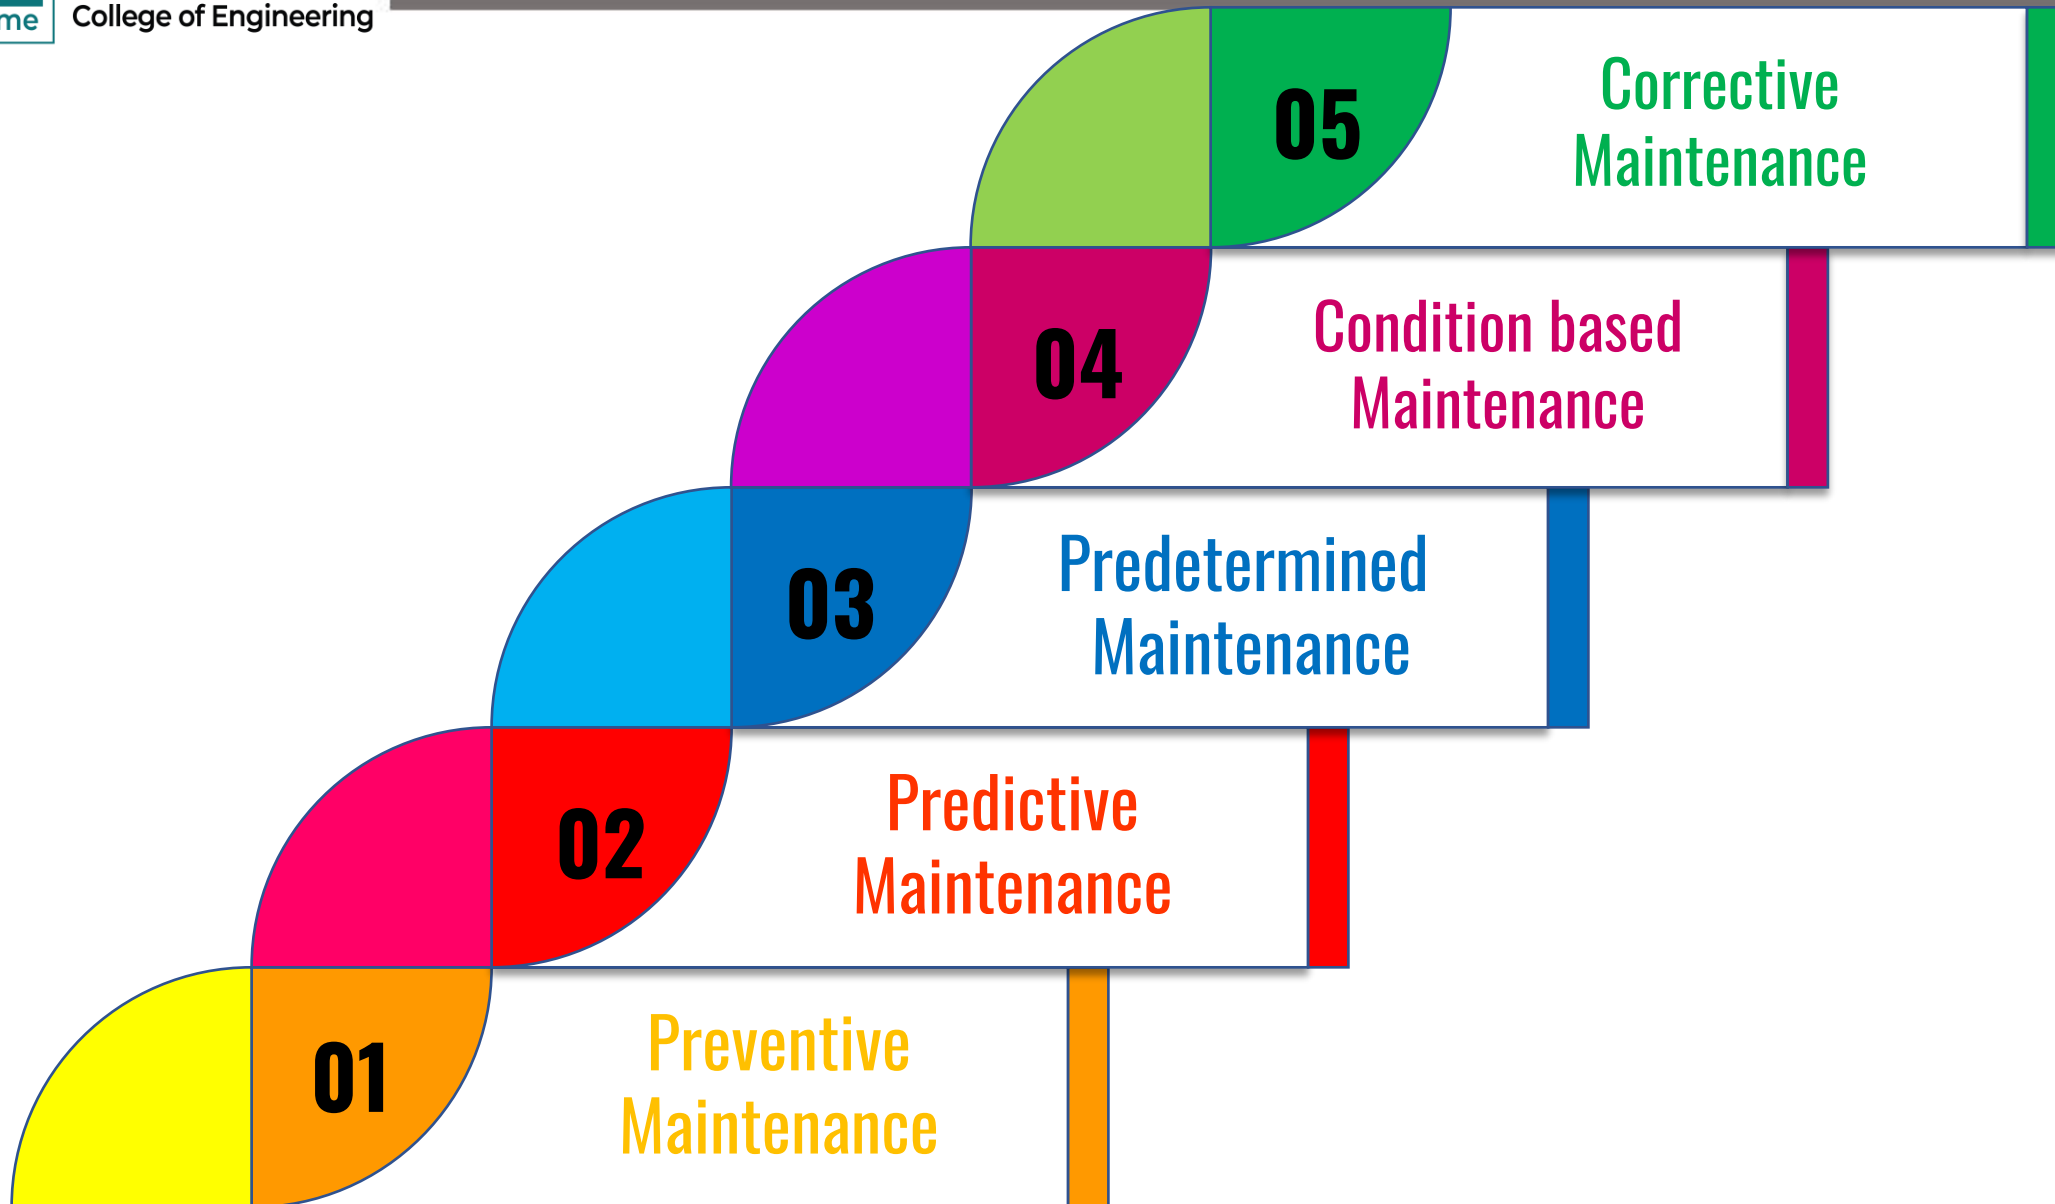 me
College of Engineering
05
Corrective
Maintenance
04
Condition based
Maintenance
03
Predetermined
Maintenance
02
Predictive
Maintenance
01
Preventive
Maintenance